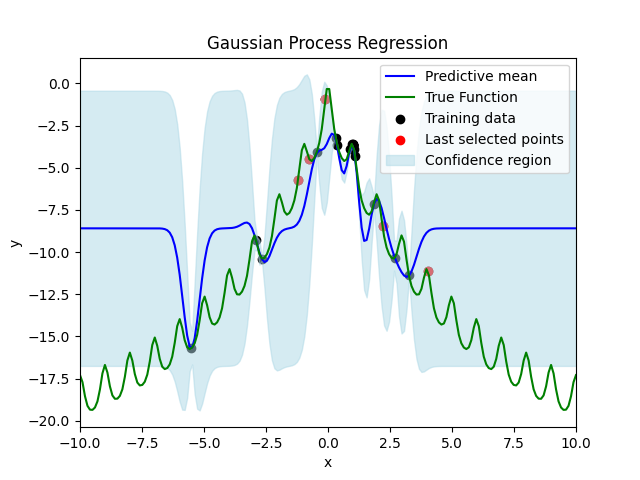 Gaussian Process Regression
Predictive mean
True Function
Training data
Last selected points
Confidence region
y
0.0
−2.5
−5.0
−7.5
−10.0
−12.5
−15.0
−17.5
−20.0
−10.0 −7.5 −5.0 −2.5 0.0 2.5 5.0 7.5 10.0
x